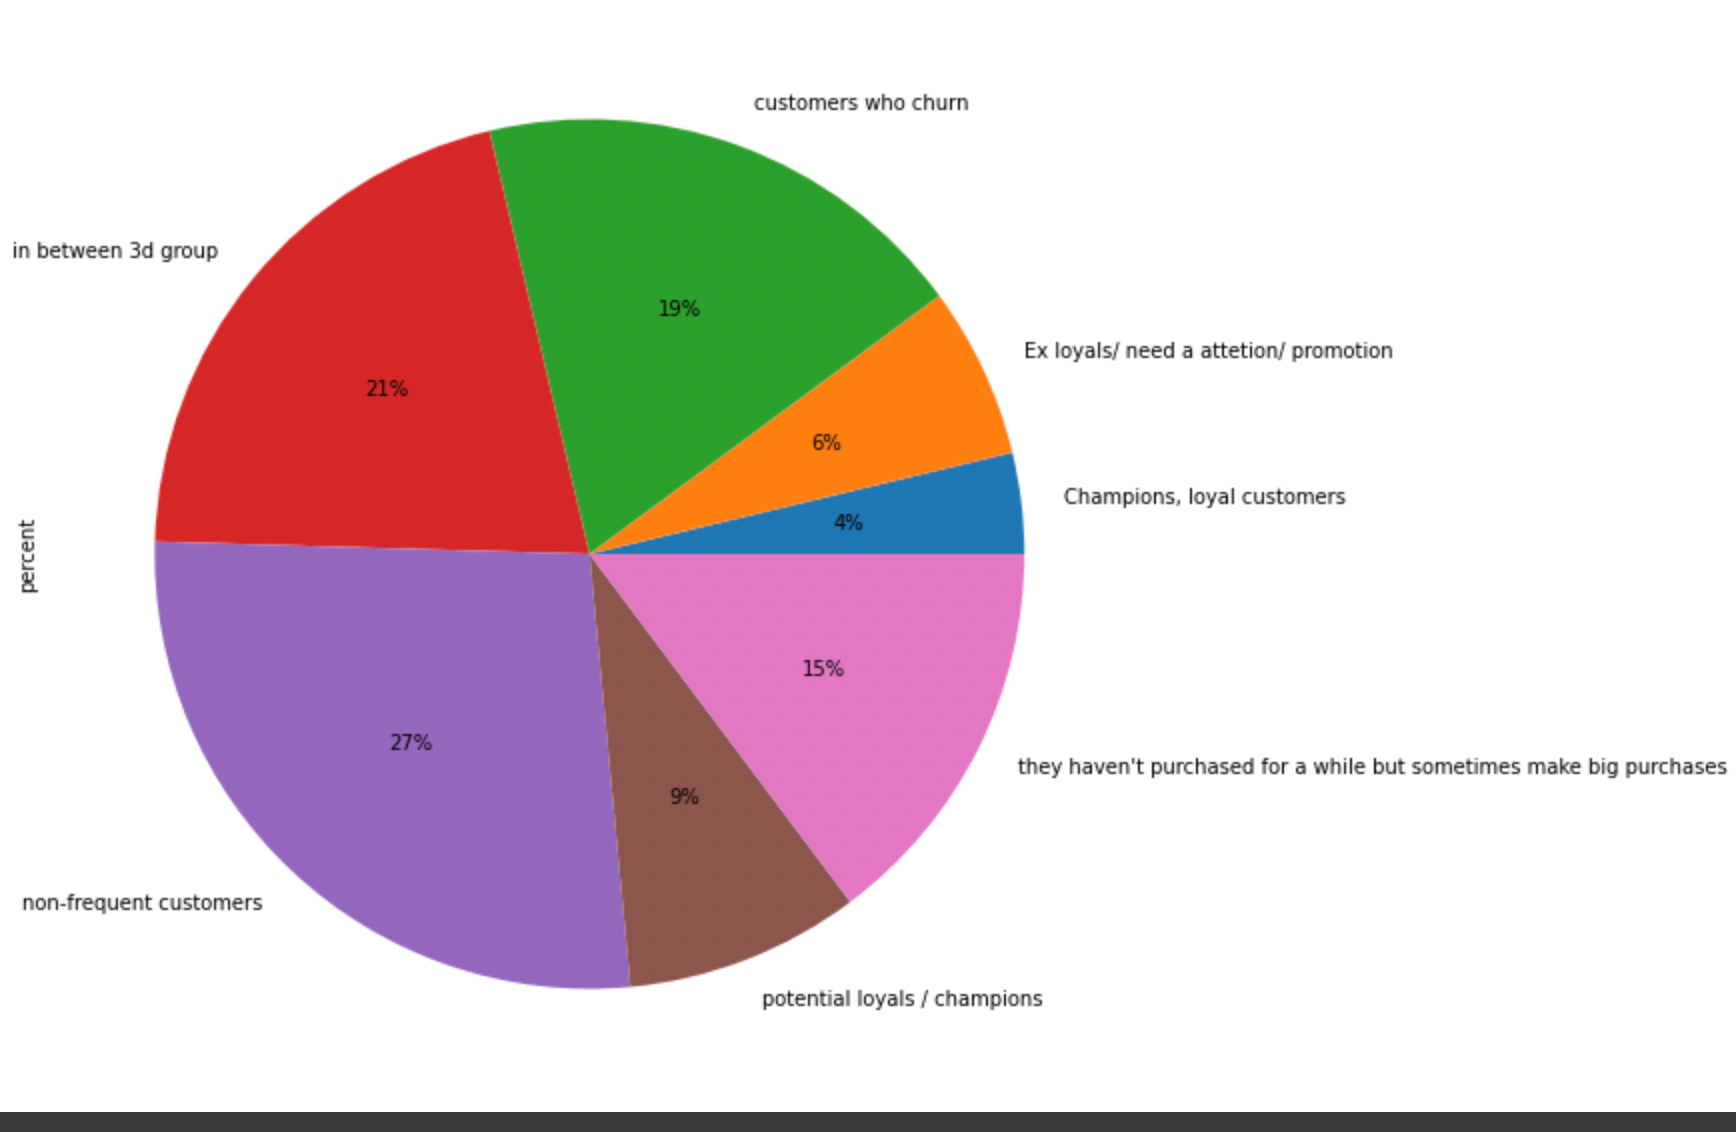 customers who churn
in between 3d group
19%
Ex loyals/ need a attetion/ promotion
21%
6%
Champions, loyal customers
4%
percent
15%
27%
they haven't purchased for a while but sometimes make big purchases
9%
non-frequent customers
potential loyals / champions